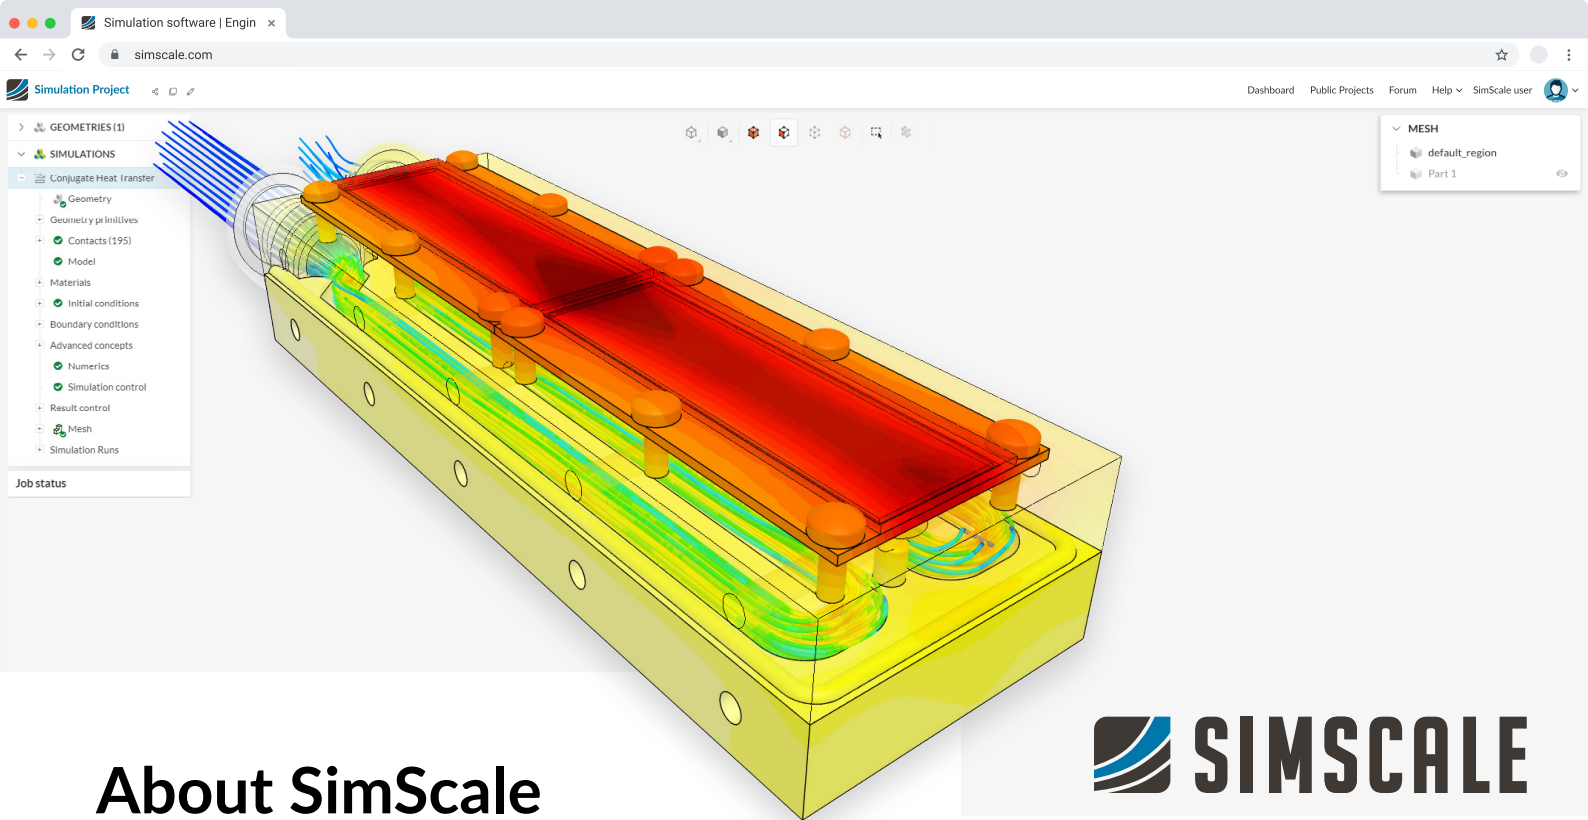 Simulation software | Engin
simscale.com
Simulation Project
Dashboard Public Projects Forum Help SimScale user
GEOMETRIES (1)
SIMULATIONS
Conjugate Heat Transfer
Geometry
Geometry primitives
Contacts (195)
Model
Materials
Initial conditions
Boundary conditions
Advanced concepts
Numerics
Simulation control
Result control
Mesh
Simulation Runs
Job status
MESH
default_region
Part 1
SIMSCALE
About SimScale